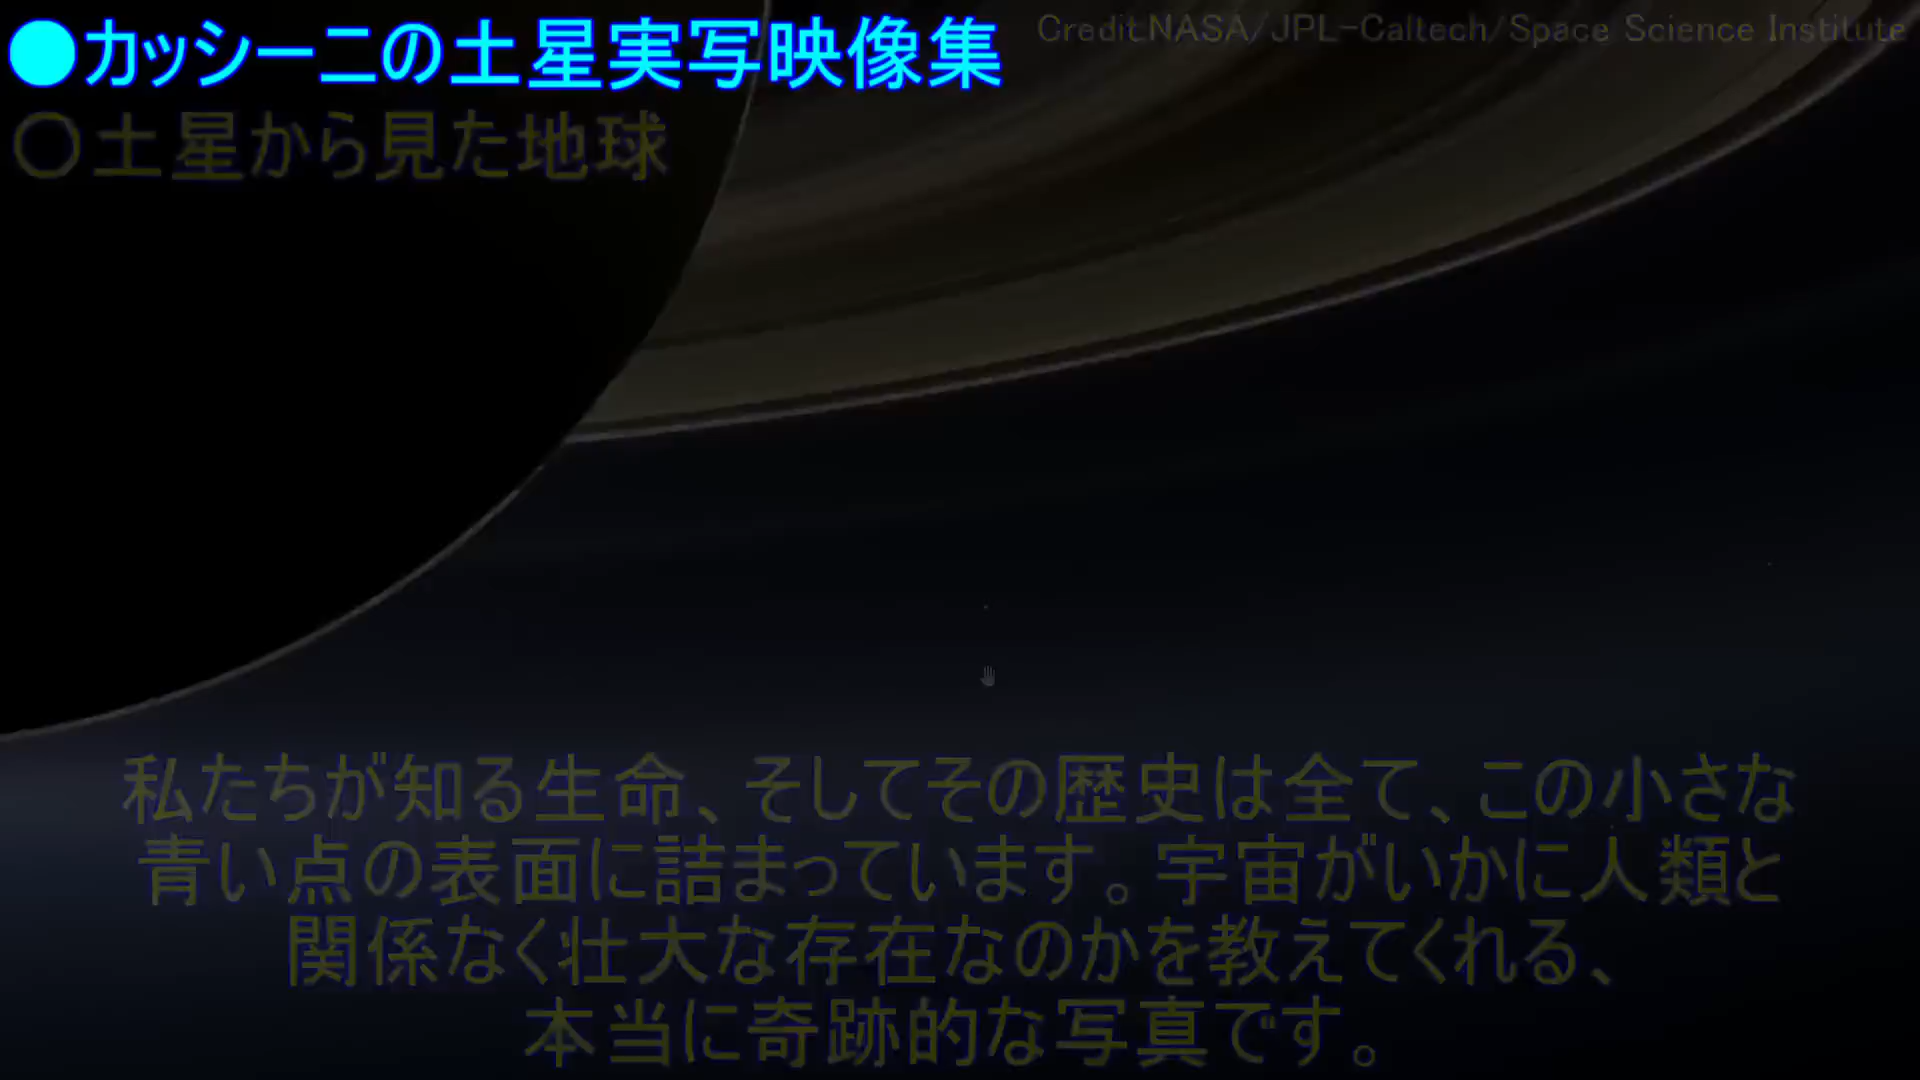 ●カッシーニの土星実写映像集
Credit:NASA/JPL-Caltech/Space Science Institute
〇土星から見た地球
私たちが知る生命、そしてその歴史は全て、この小さな
青い点の表面に詰まっています。宇宙がいかに人類と
関係なく壮大な存在なのかを教えてくれる、
本当に奇跡的な写真です。